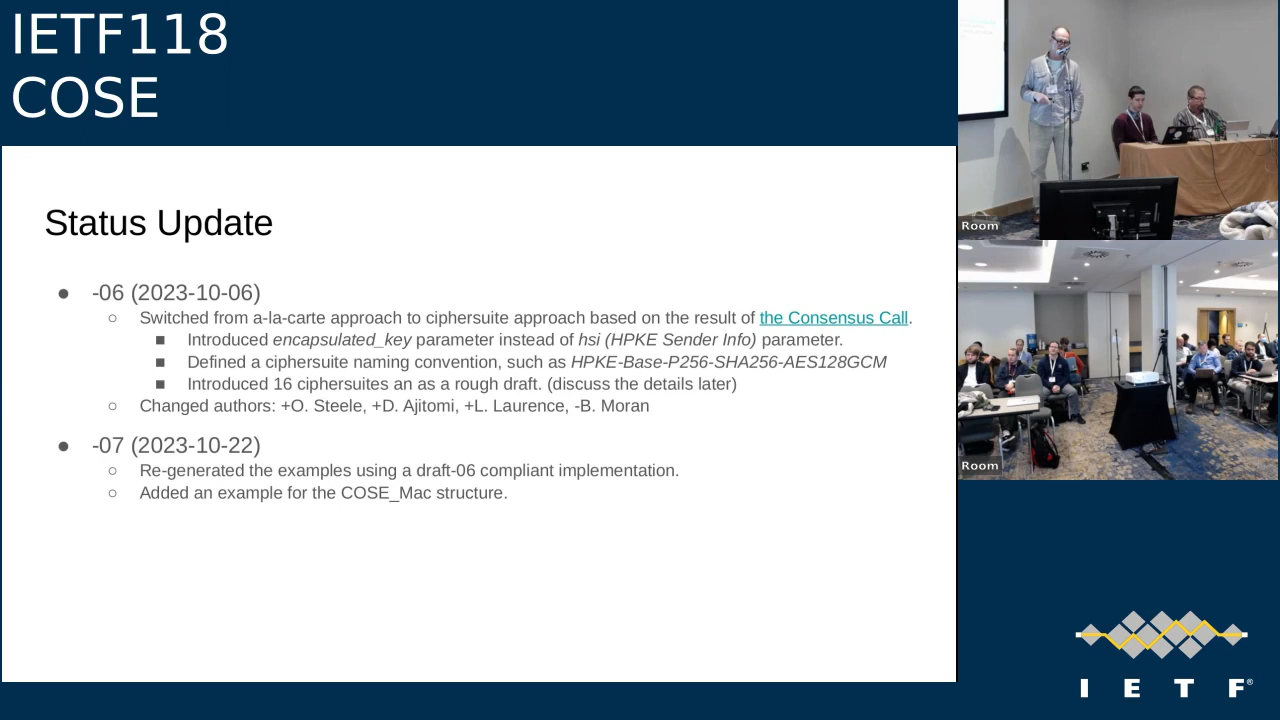 IETF118
COSE
Status Update
● -06 (2023-10-06)
○ Switched from a-la-carte approach to ciphersuite approach based on the result of the Consensus Call.
■ Introduced encapsulated_key parameter instead of hsi (HPKE Sender Info) parameter.
■ Defined a ciphersuite naming convention, such as HPKE-Base-P256-SHA256-AES128GCM
■ Introduced 16 ciphersuites an as a rough draft. (discuss the details later)
○ Changed authors: +O. Steele, +D. Ajitomi, +L. Laurence, -B. Moran
● -07 (2023-10-22)
○ Re-generated the examples using a draft-06 compliant implementation.
○ Added an example for the COSE_Mac structure.
Room
Room
I E T F®